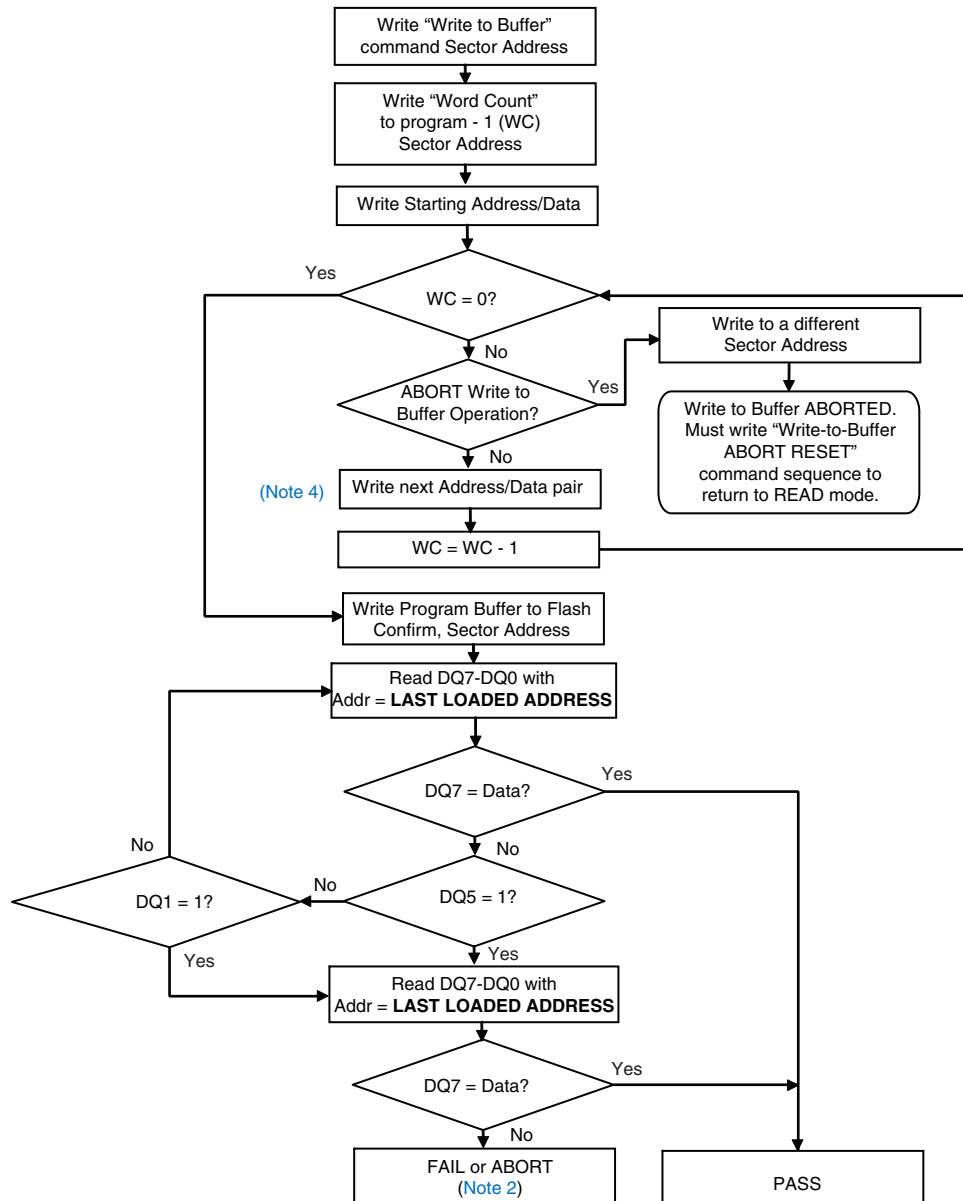 Write “Write to Buffer”
command Sector Address
Write “Word Count”
to program - 1 (WC)
Sector Address
Write Starting Address/Data
Yes
WC = 0?
No
Write to a different
Sector Address
ABORT Write to
Buffer Operation?
Yes
Write to Buffer ABORTED.
Must write “Write-to-Buffer
ABORT RESET”
command sequence to
return to READ mode.
No
(Note 4)
Write next Address/Data pair
WC = WC - 1
Write Program Buffer to Flash
Confirm, Sector Address
Read DQ7-DQ0 with
Addr = LAST LOADED ADDRESS
DQ7 = Data?
Yes
No
No
DQ1 = 1?
No
DQ5 = 1?
Yes
Yes
Read DQ7-DQ0 with
Addr = LAST LOADED ADDRESS
DQ7 = Data?
Yes
No
FAIL or ABORT
(Note 2)
PASS